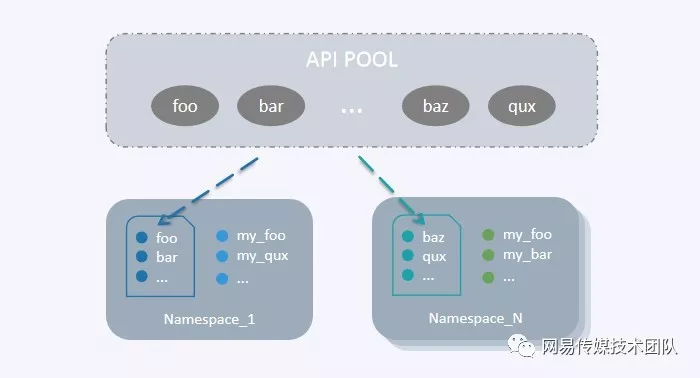 API POOL
foo bar ... baz qux
foo
bar
...
my_foo
my_qux
...
Namespace_1
baz
qux
...
my_foo
my_bar
...
Namespace_N
网易传媒技术团队